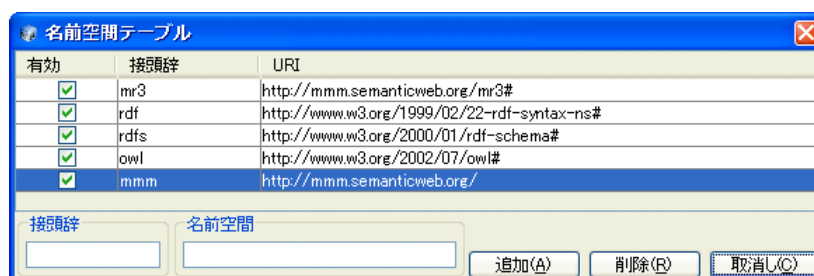 名前空間テーブル
有効 接頭辞 URI
mr3 http://mmm.semanticweb.org/mr3#
rdf http://www.w3.org/1999/02/22-rdf-syntax-ns#
rdfs http://www.w3.org/2000/01/rdf-schema#
owl http://www.w3.org/2002/07/owl#
mmm http://mmm.semanticweb.org/
接頭辞 名前空間
追加(A) 削除(R) 取消し(C)